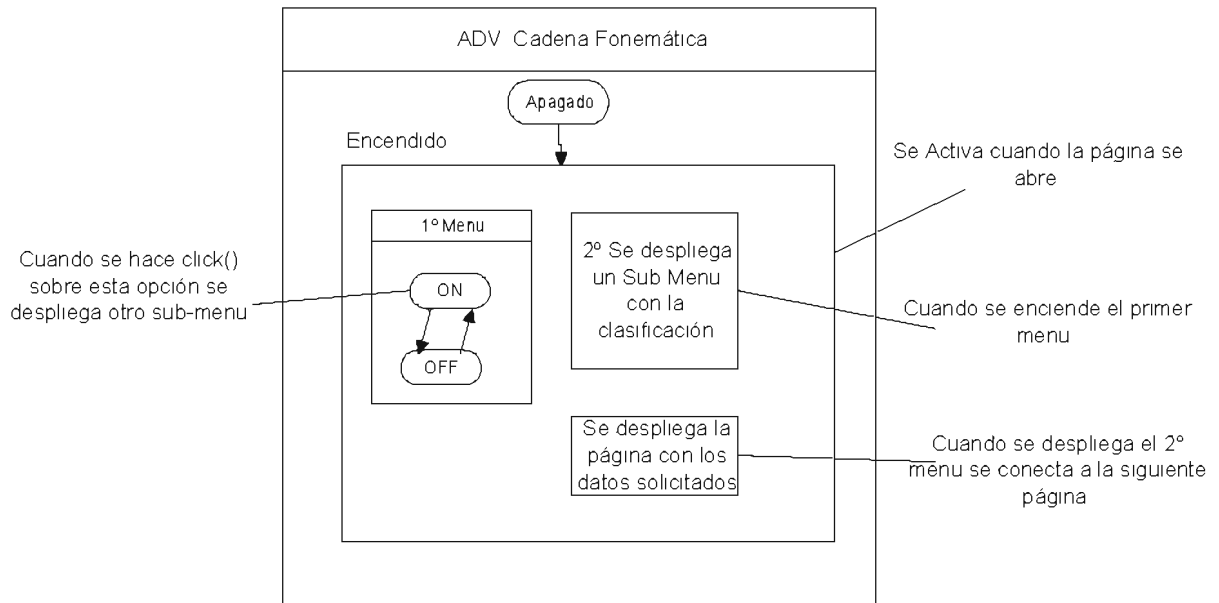 ADV Cadena Fonemática
Apagado
Encendido
Se Activa cuando la página se
abre
1º Menu
ON
OFF
Cuando se hace click()
sobre esta opción se
despliega otro sub-menu
2º Se despliega
un Sub Menu
con la
clasificación
Cuando se enciende el primer
menu
Se despliega la
página con los
datos solicitados
Cuando se despliega el 2º
menu se conecta a la siguiente
página